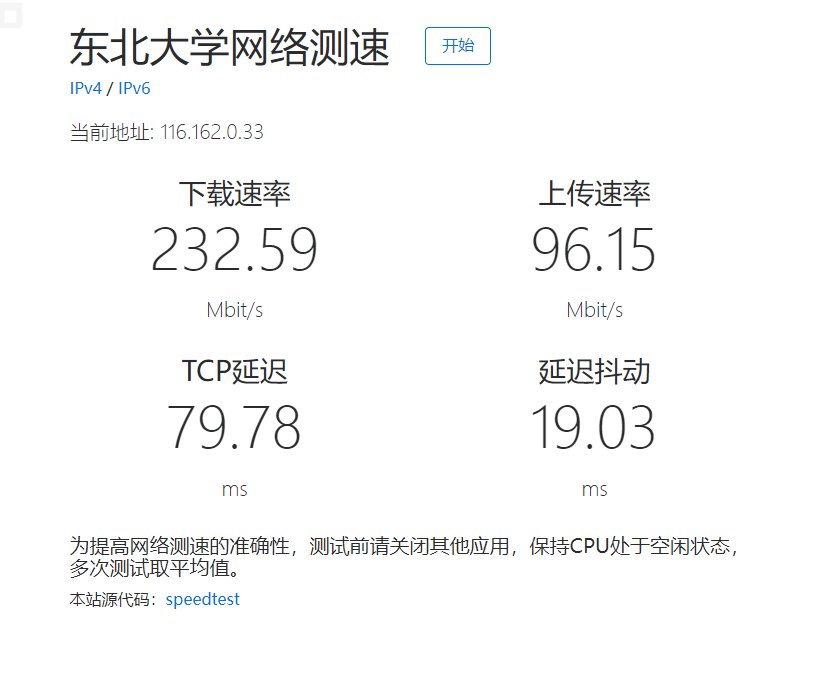 东北大学网络测速
开始
IPv4 / IPv6
当前地址: 116.162.0.33
下载速率
上传速率
232.59
96.15
Mbit/s
Mbit/s
TCP延迟
延迟抖动
79.78
19.03
ms
ms
为提高网络测速的准确性，测试前请关闭其他应用，保持CPU处于空闲状态，
多次测试取平均值。
本站源代码：speedtest